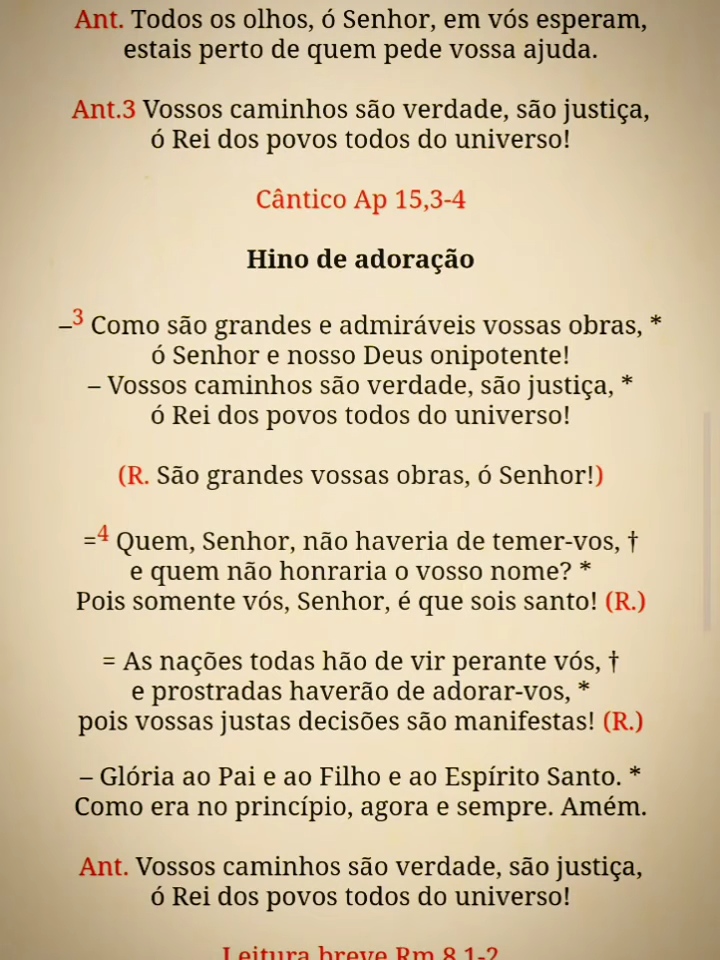 Ant. Todos os olhos, ó Senhor, em vós esperam,
estais perto de quem pede vossa ajuda.
Ant.3 Vossos caminhos são verdade, são justiça,
ó Rei dos povos todos do universo!
Cântico Ap 15,3-4
Hino de adoração
–3 Como são grandes e admiráveis vossas obras, *
ó Senhor e nosso Deus onipotente!
– Vossos caminhos são verdade, são justiça, *
ó Rei dos povos todos do universo!
(R. São grandes vossas obras, ó Senhor!)
=4 Quem, Senhor, não haveria de temer-vos, †
e quem não honraria o vosso nome? *
Pois somente vós, Senhor, é que sois santo! (R.)
= As nações todas hão de vir perante vós, †
e prostradas haverão de adorar-vos, *
pois vossas justas decisões são manifestas! (R.)
– Glória ao Pai e ao Filho e ao Espírito Santo. *
Como era no princípio, agora e sempre. Amém.
Ant. Vossos caminhos são verdade, são justiça,
ó Rei dos povos todos do universo!
Leitura breve Rm 8,1-2